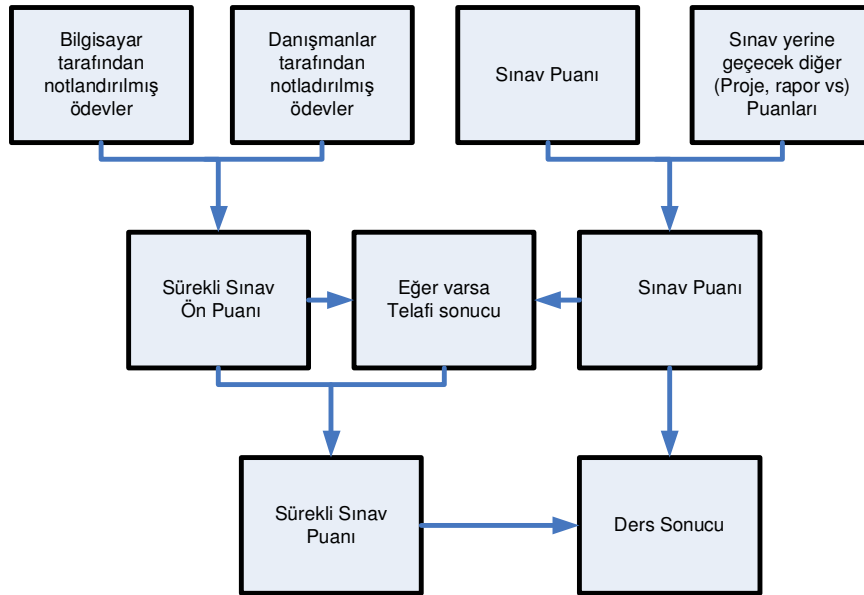 Bilgisayar
tarafından
notlandırılmış
ödevler
Danışmanlar
tarafından
notladırılmış
ödevler
Sınav Puanı
Sınav yerine
geçecek diğer
(Proje, rapor vs)
Puanları
Sürekli Sınav
Ön Puanı
Eğer varsa
Telafi sonucu
Sınav Puanı
Sürekli Sınav
Puanı
Ders Sonucu